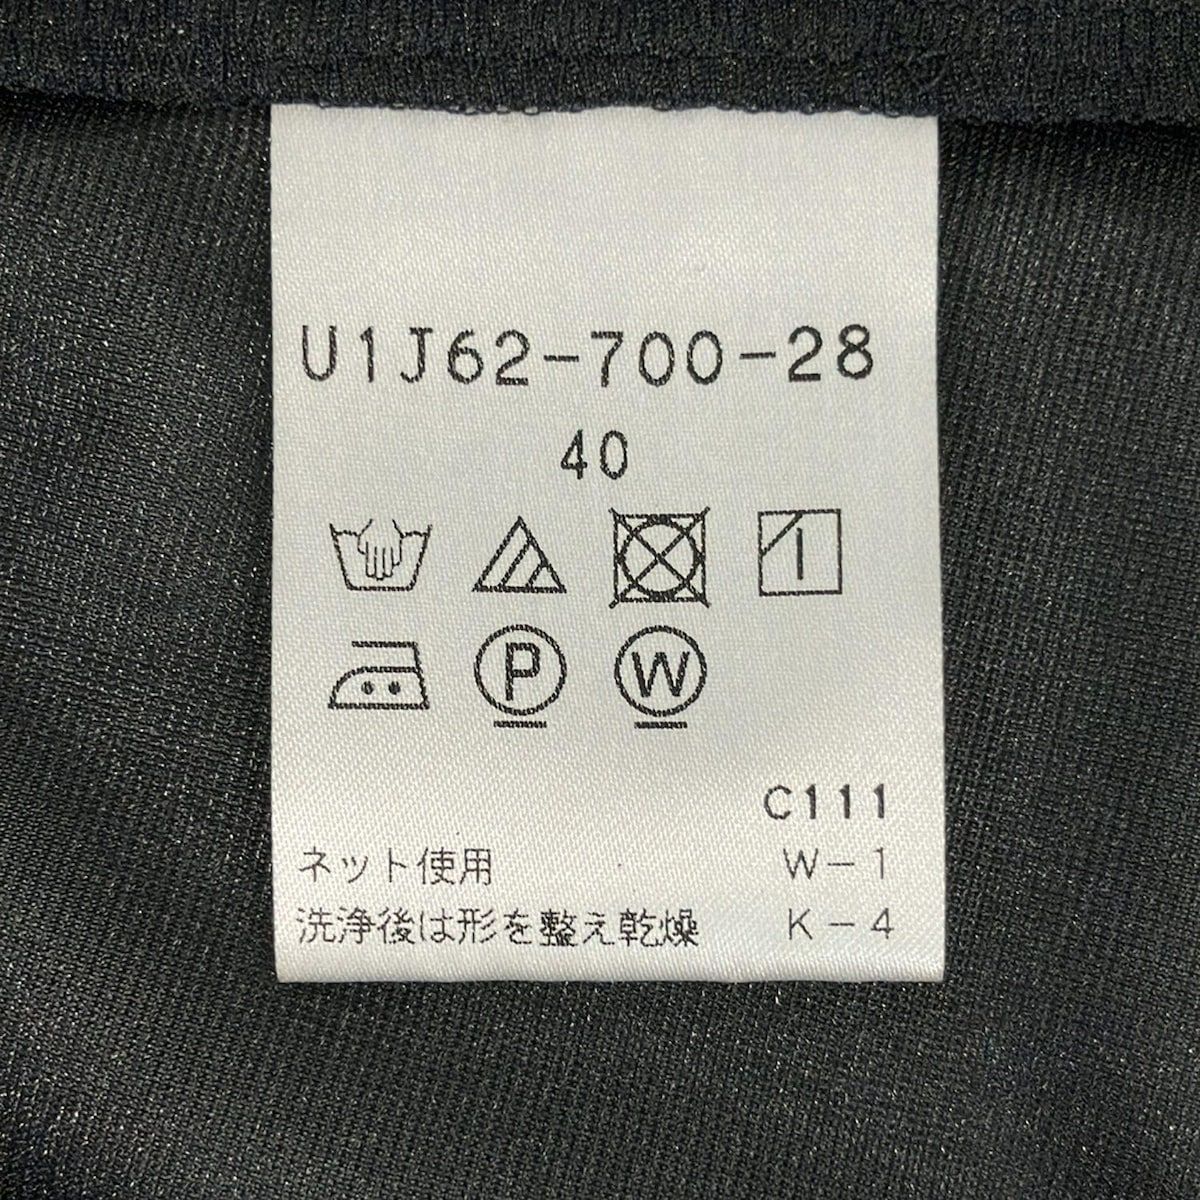 U1J62-700-28
40
P W
C111
ネット使用 W-1
洗浄後は形を整え乾燥 K-4